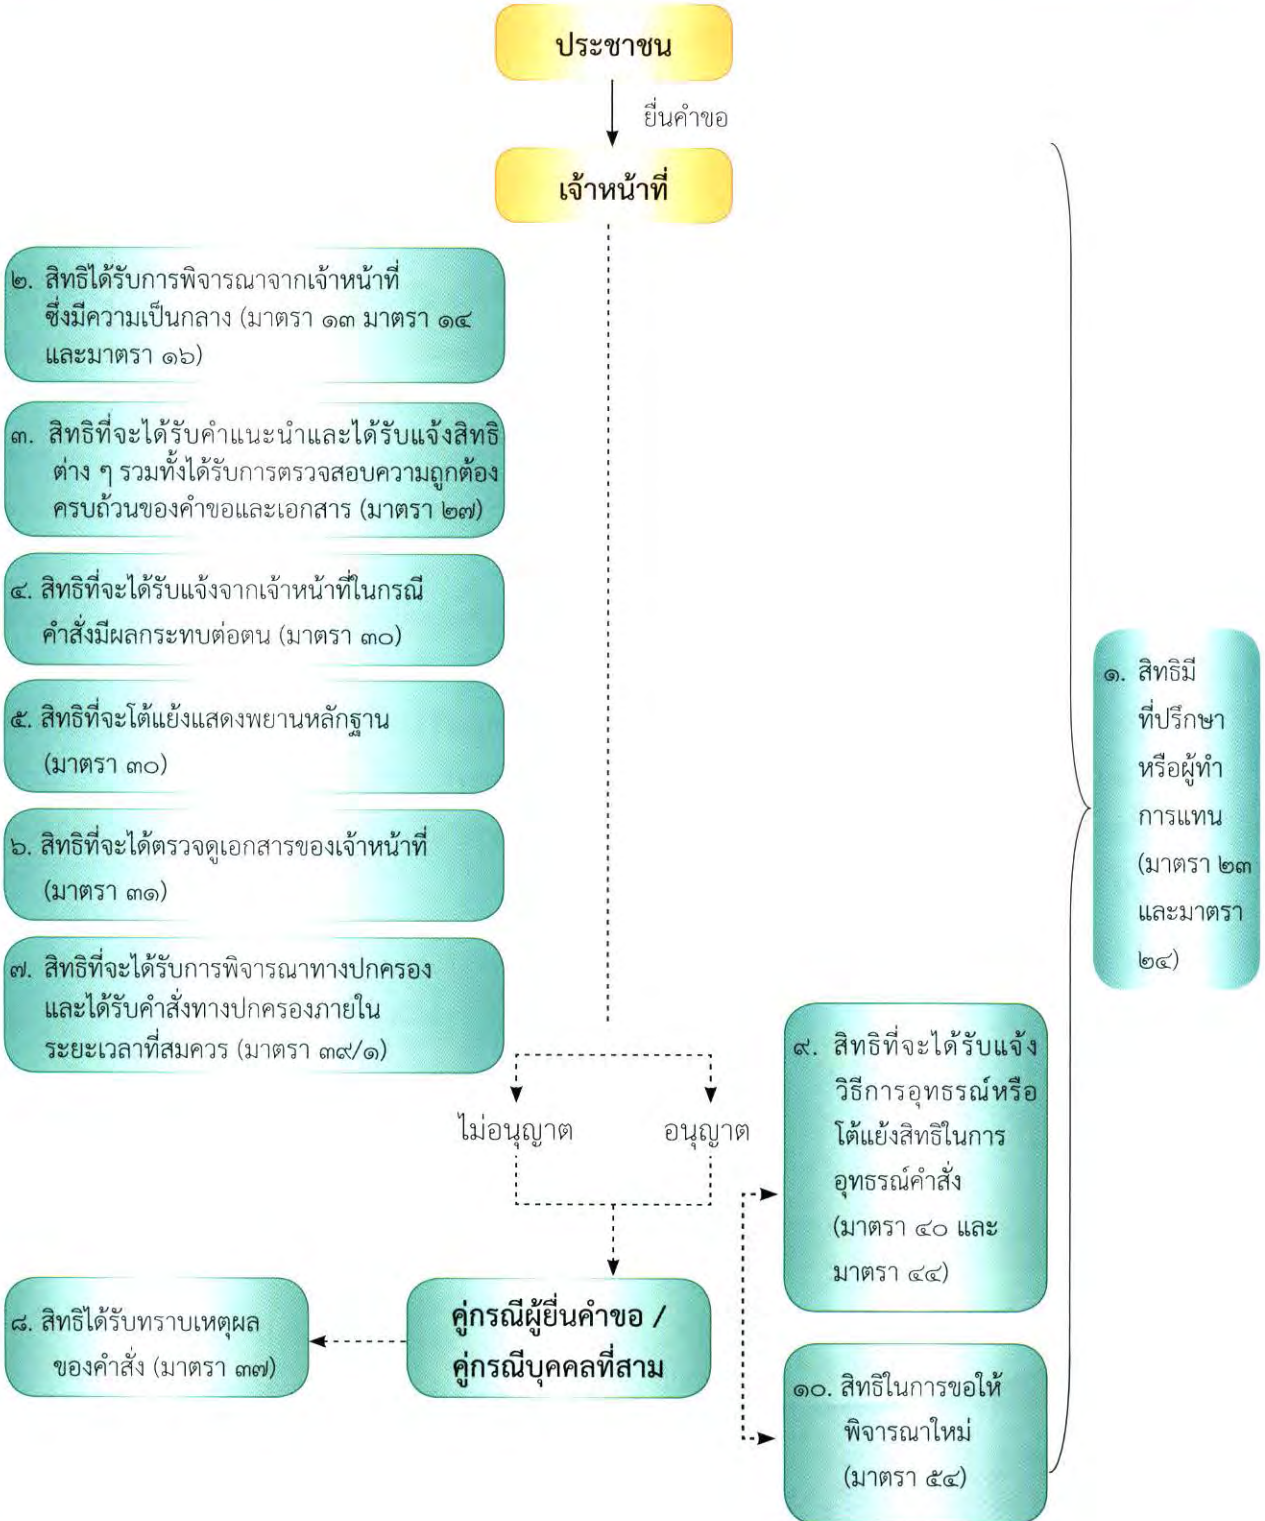 ประชาชน
ยื่นคำขอ
เจ้าหน้าที่
๒. สิทธิได้รับการพิจารณาจากเจ้าหน้าที่
ซึ่งมีความเป็นกลาง (มาตรา ๑๓ มาตรา ๑๔
และมาตรา ๑๖)
๓. สิทธิที่จะได้รับคำแนะนำและได้รับแจ้งสิทธิ
ต่าง ๆ รวมทั้งได้รับการตรวจสอบความถูกต้อง
ครบถ้วนของคำขอและเอกสาร (มาตรา ๒๗)
๔. สิทธิที่จะได้รับแจ้งจากเจ้าหน้าที่ในกรณี
คำสั่งมีผลกระทบต่อตน (มาตรา ๓๐)
๕. สิทธิที่จะโต้แย้งแสดงพยานหลักฐาน
(มาตรา ๓๐)
๖. สิทธิที่จะได้ตรวจดูเอกสารของเจ้าหน้าที่
(มาตรา ๓๑)
๗. สิทธิที่จะได้รับการพิจารณาทางปกครอง
และได้รับคำสั่งทางปกครองภายใน
ระยะเวลาที่สมควร (มาตรา ๓๙/๑)
ไม่อนุญาต
อนุญาต
คู่กรณีผู้ยื่นคำขอ /
คู่กรณีบุคคลที่สาม
๘. สิทธิได้รับทราบเหตุผล
ของคำสั่ง (มาตรา ๓๗)
๙. สิทธิที่จะได้รับแจ้ง
วิธีการอุทธรณ์หรือ
โต้แย้งสิทธิในการ
อุทธรณ์คำสั่ง
(มาตรา ๔๐ และ
มาตรา ๔๔)
๑๐. สิทธิในการขอให้
พิจารณาใหม่
(มาตรา ๕๔)
๑. สิทธิมี
ที่ปรึกษา
หรือผู้ทำ
การแทน
(มาตรา ๒๓
และมาตรา
๒๔)